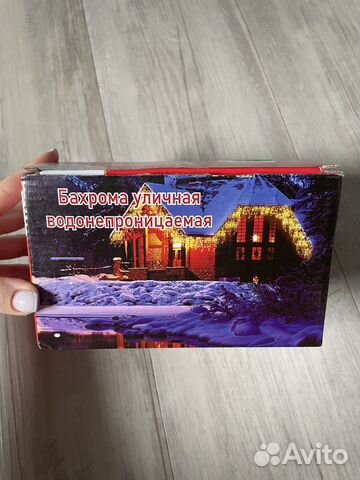 Бахрома уличная
водонепроницаемая
Avito